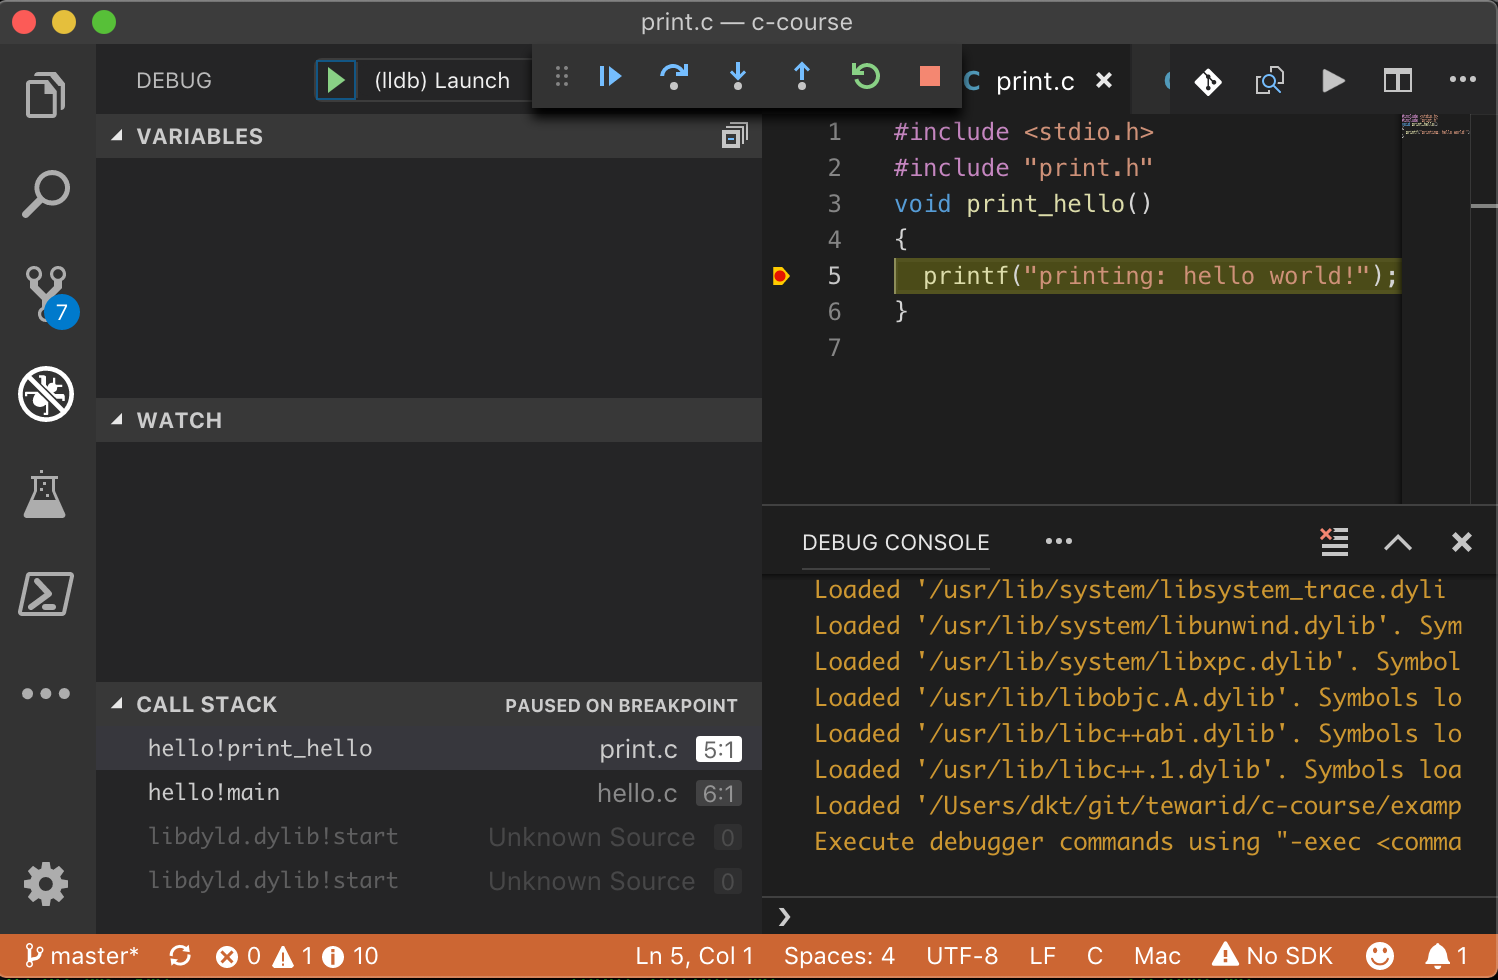 print.c — c-course
DEBUG
(lldb) Launch
C print.c
VARIABLES
1 #include <stdio.h>
2 #include "print.h"
3 void print_hello()
4 {
5 printf("printing: hello world!");
6 }
7
7
WATCH
CALL STACK
PAUSED ON BREAKPOINT
hello!print_hello print.c 5:1
hello!main hello.c 6:1
libdyld.dylib!start Unknown Source 0
libdyld.dylib!start Unknown Source 0
DEBUG CONSOLE
Loaded '/usr/lib/system/libsystem_trace.dyli
Loaded '/usr/lib/system/libunwind.dylib'. Sym
Loaded '/usr/lib/system/libxpc.dylib'. Symbol
Loaded '/usr/lib/libobjc.A.dylib'. Symbols lo
Loaded '/usr/lib/libc++abi.dylib'. Symbols lo
Loaded '/usr/lib/libc++.1.dylib'. Symbols loa
Loaded '/Users/dkt/git/tewarid/c-course/examp
Execute debugger commands using "-exec <comma
master* 0 1 10 Ln 5, Col 1 Spaces: 4 UTF-8 LF C Mac No SDK 1